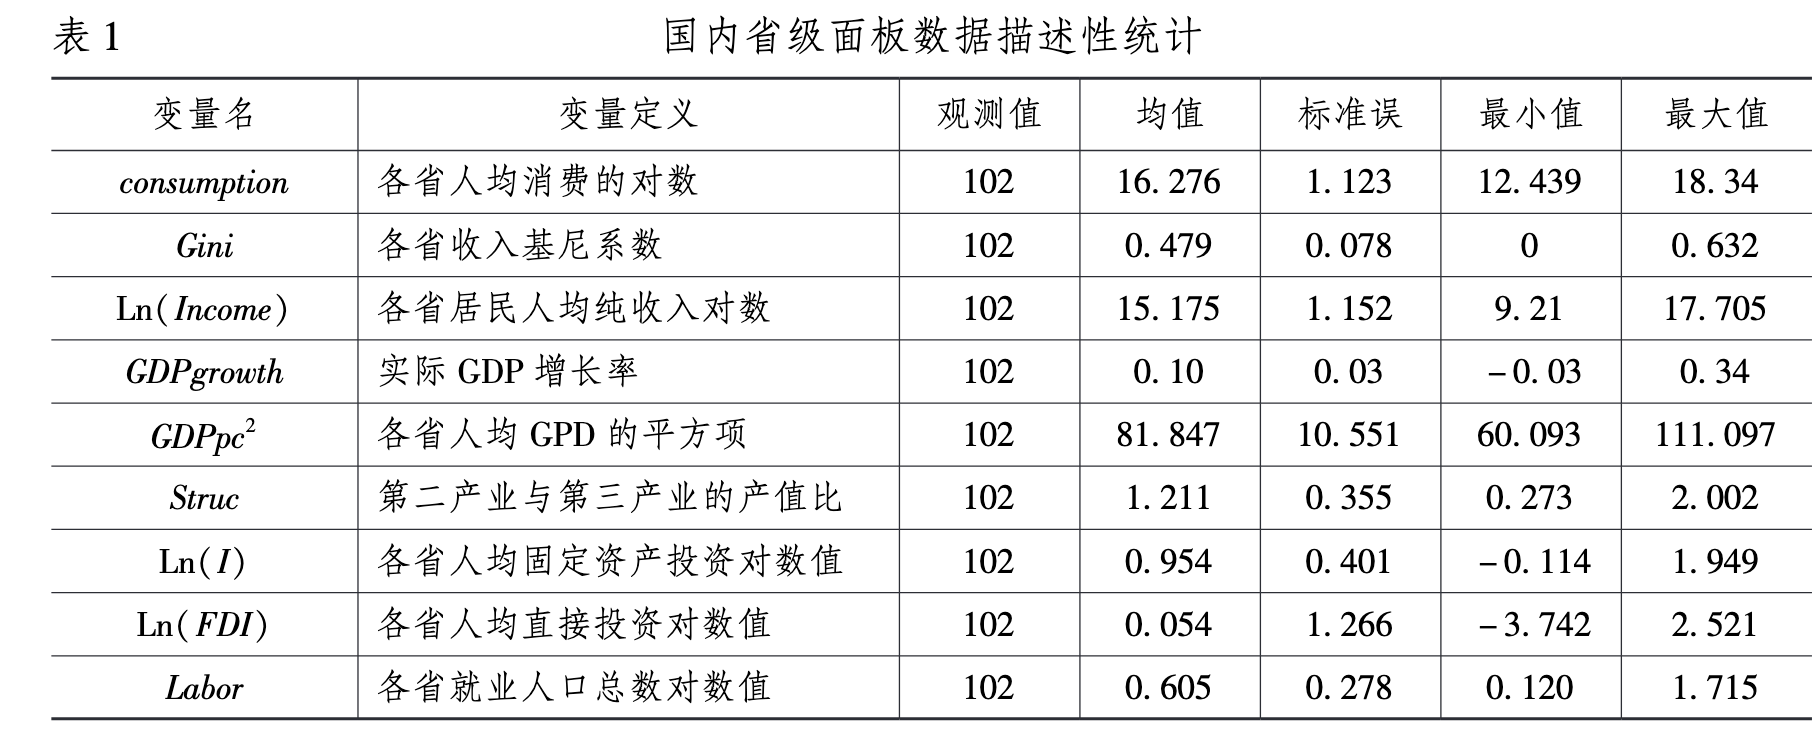 表 1 国内省级面板数据描述性统计
变量名 变量定义 观测值 均值 标准误 最小值 最大值
consumption 各省人均消费的对数 102 16. 276 1. 123 12. 439 18. 34
Gini 各省收入基尼系数 102 0. 479 0. 078 0 0. 632
Ln( Income) 各省居民人均纯收入对数 102 15. 175 1. 152 9. 21 17. 705
GDPgrowth 实际 GDP 增长率 102 0. 10 0. 03 -0. 03 0. 34
GDPpc² 各省人均 GPD 的平方项 102 81. 847 10. 551 60. 093 111. 097
Struc 第二产业与第三产业的产值比 102 1. 211 0. 355 0. 273 2. 002
Ln( I) 各省人均固定资产投资对数值 102 0. 954 0. 401 -0. 114 1. 949
Ln( FDI) 各省人均直接投资对数值 102 0. 054 1. 266 -3. 742 2. 521
Labor 各省就业人口总数对数值 102 0. 605 0. 278 0. 120 1. 715